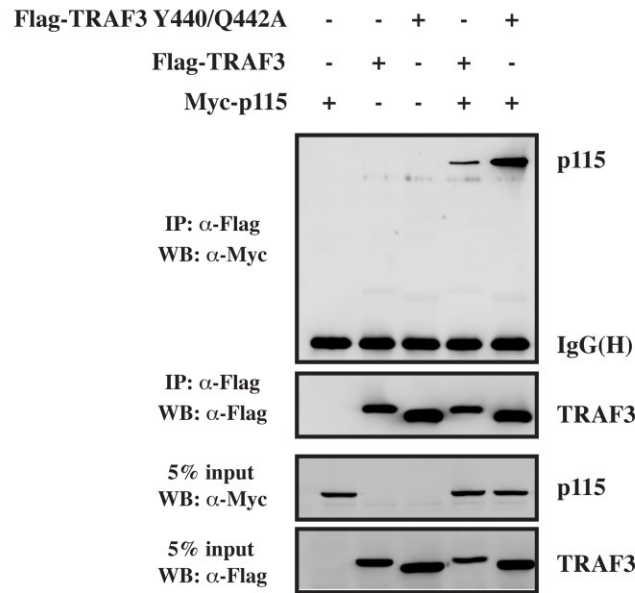 Flag-TRAF3 Y440/Q442A - - + - +
Flag-TRAF3 - + - + -
Myc-p115 + - - + +
p115
IP: α-Flag
WB: α-Myc
IgG(H)
IP: α-Flag
WB: α-Flag
TRAF3
5% input
WB: α-Myc
p115
5% input
WB: α-Flag
TRAF3